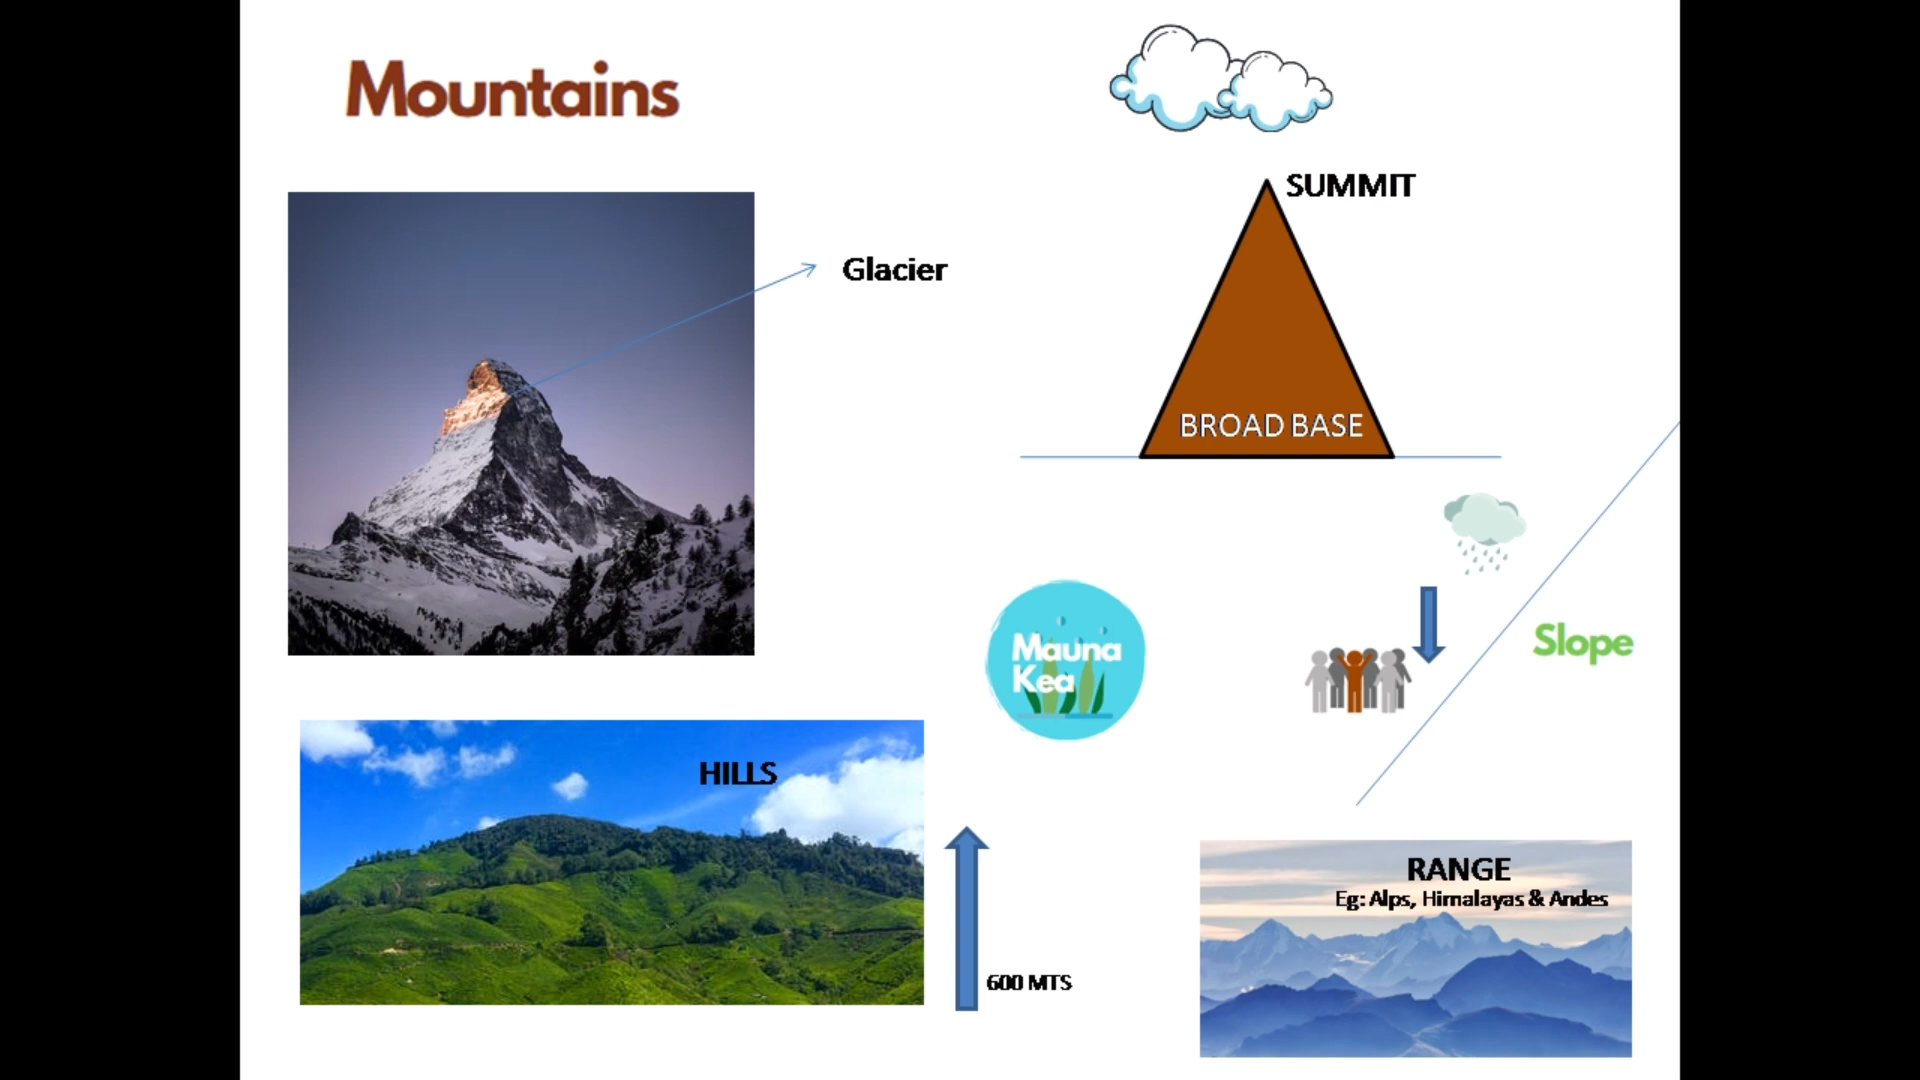 Mountains
SUMMIT
Glacier
BROAD BASE
Slope
Mauna
Kea
HILLS
600 MTS
RANGE
Eg: Alps, Himalayas & Andes